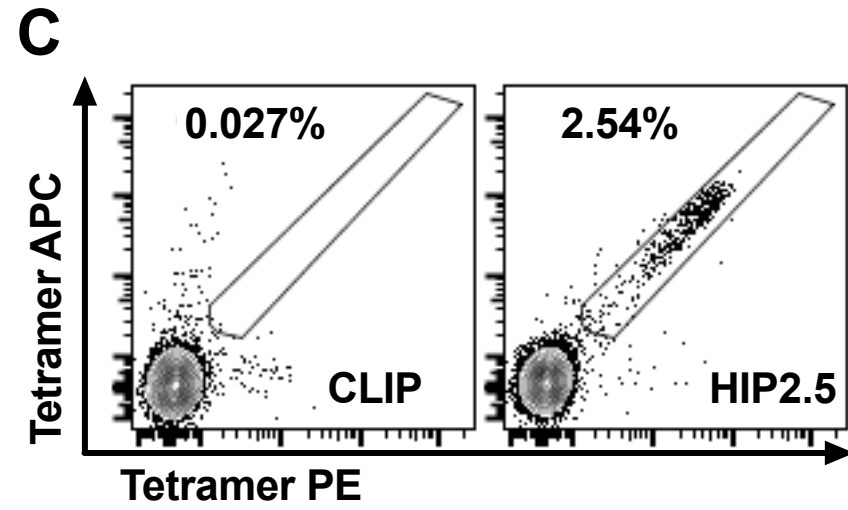 C
0.027%
2.54%
CLIP
HIP2.5
Tetramer APC
Tetramer PE